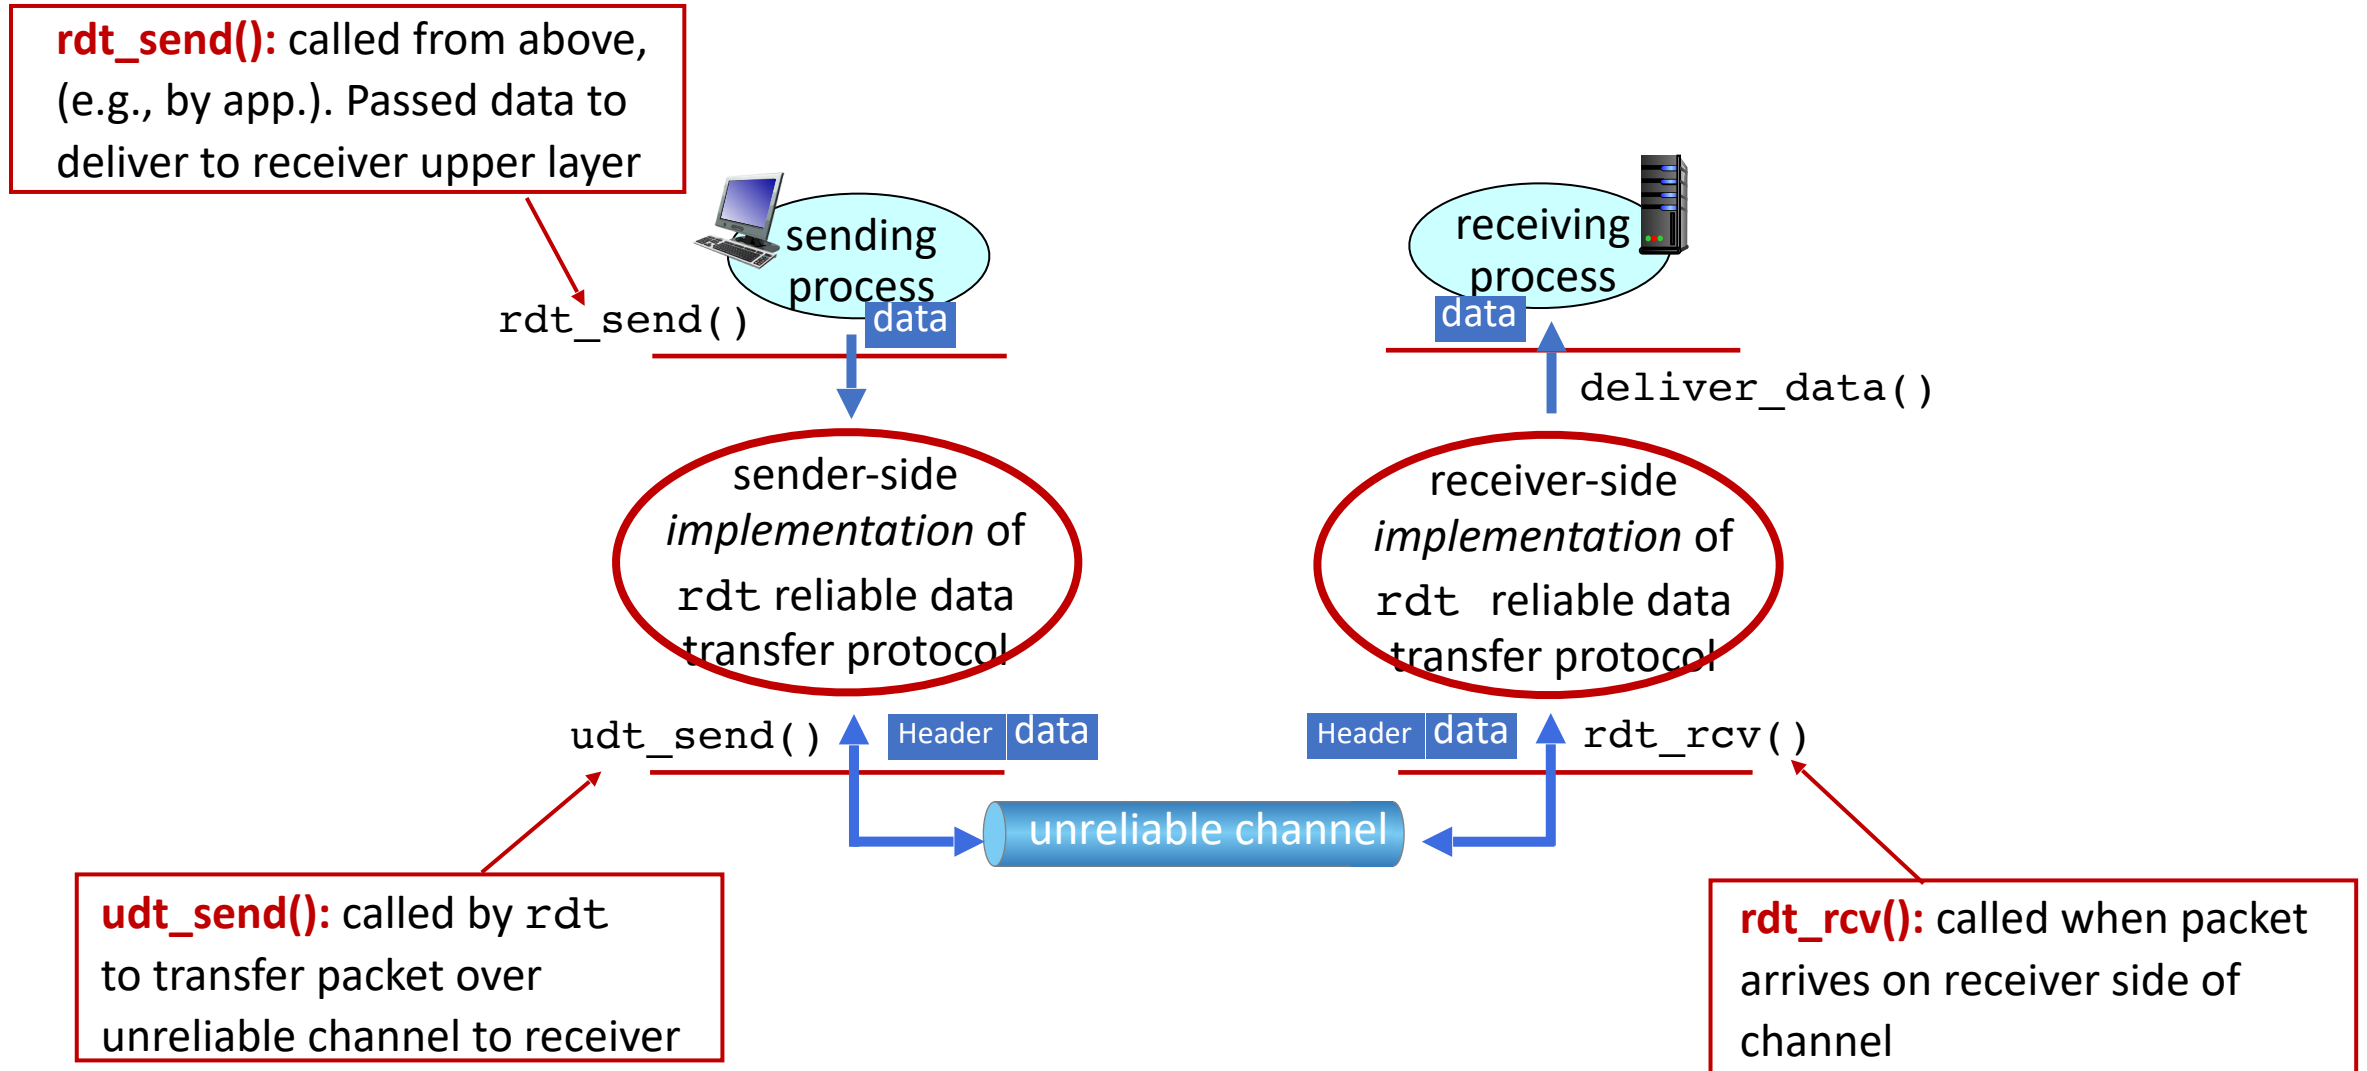 rdt_send(): called from above,
(e.g., by app.). Passed data to
deliver to receiver upper layer
sending
process
receiving
process
rdt_send()
data
data
deliver_data()
sender-side
implementation of
rdt reliable data
transfer protocol
receiver-side
implementation of
rdt reliable data
transfer protocol
udt_send()
Header data
Header data
rdt_rcv()
unreliable channel
udt_send(): called by rdt
to transfer packet over
unreliable channel to receiver
rdt_rcv(): called when packet
arrives on receiver side of
channel